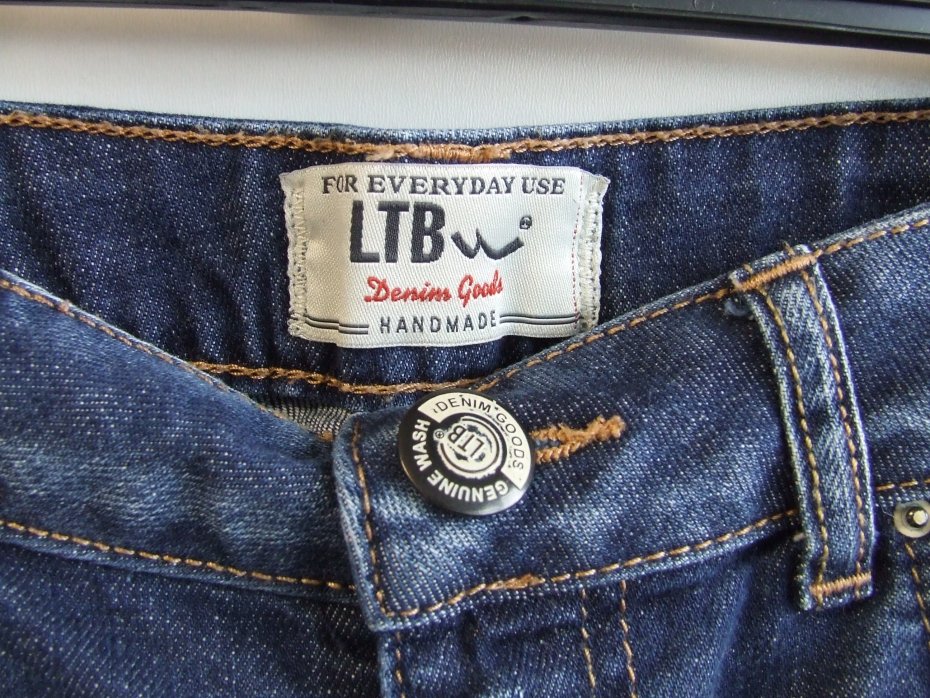 FOR EVERYDAY USE
LTB
Denim Goods
HANDMADE
DENIM GOODS
LTB
GENUINE WASH